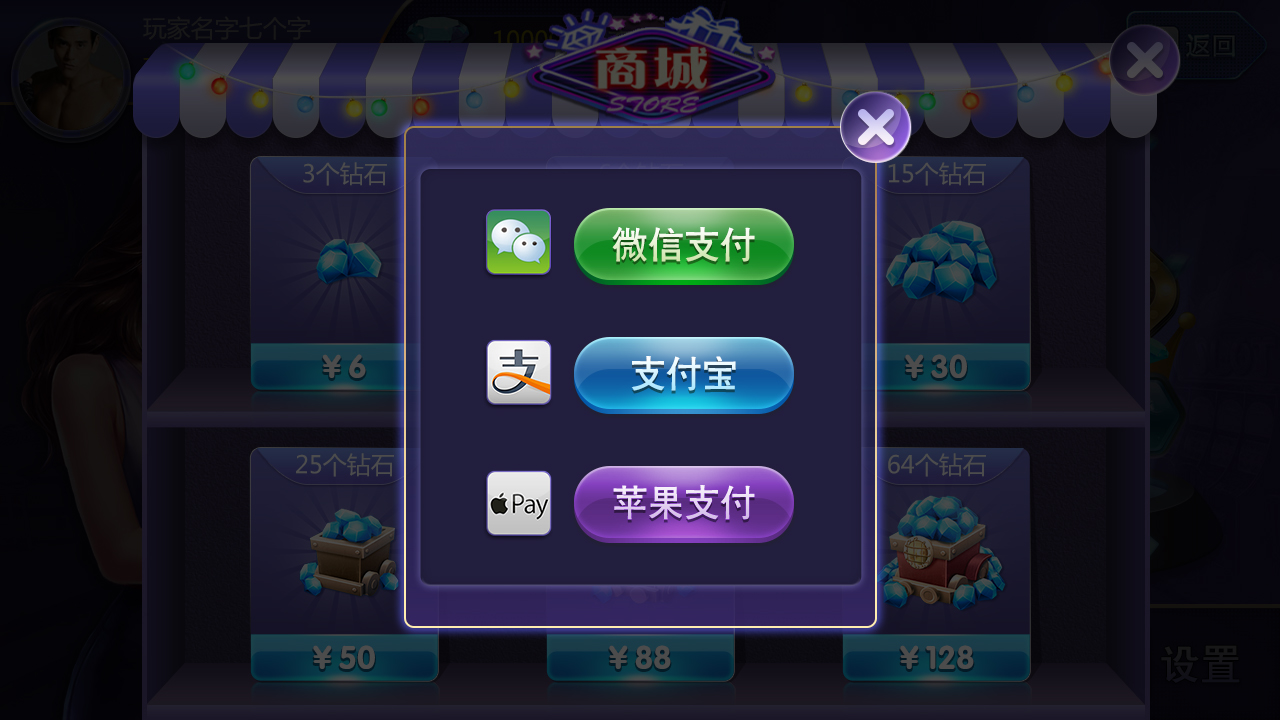 玩家名字七个字
1000
商城
STORE
返回
3个钻石
15个钻石
微信支付
¥6
支付宝
¥30
25个钻石
64个钻石
Pay 苹果支付
¥50
¥88
¥128
设置